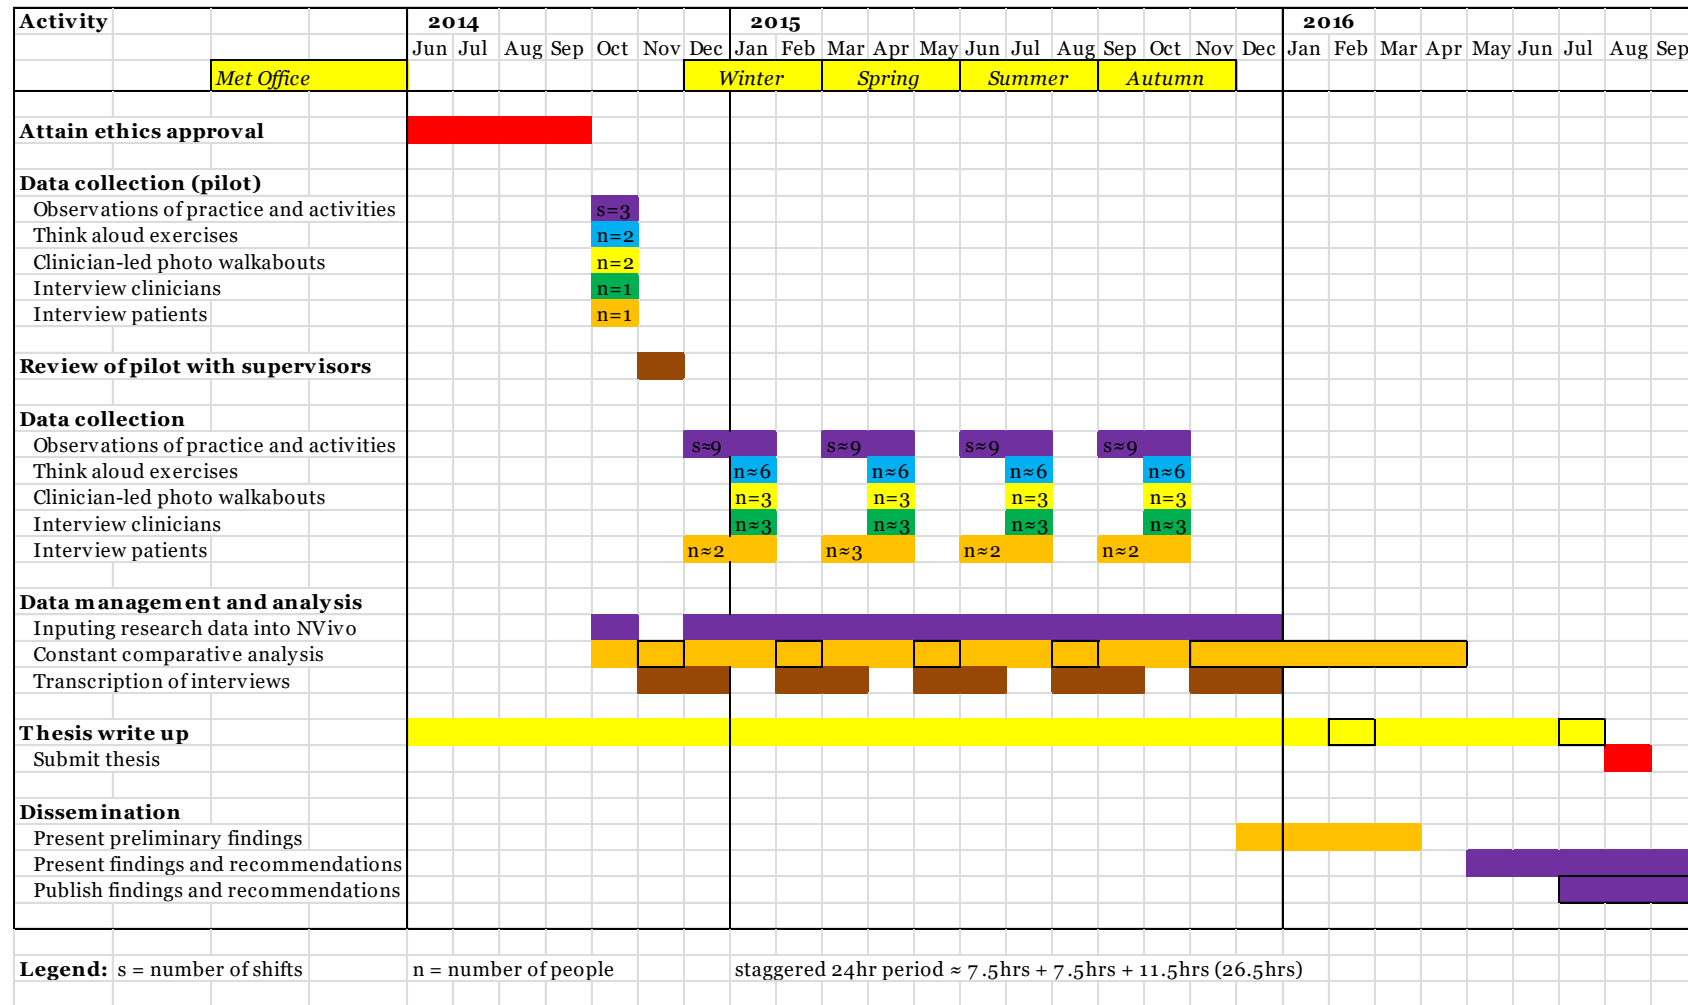 Activity 2014 2015 2016
Jun Jul Aug Sep Oct Nov Dec Jan Feb Mar Apr May Jun Jul Aug Sep Oct Nov Dec Jan Feb Mar Apr May Jun Jul Aug Sep
Met Office Winter Spring Summer Autumn
Attain ethics approval
Data collection (pilot)
Observations of practice and activities s=3
Think aloud exercises n=2
Clinician-led photo walkabouts n=2
Interview clinicians n=1
Interview patients n=1
Review of pilot with supervisors
Data collection
Observations of practice and activities s≈9 s≈9 s≈9 s≈9
Think aloud exercises n≈6 n≈6 n≈6 n≈6
Clinician-led photo walkabouts n=3 n=3 n=3 n=3
Interview clinicians n≈3 n≈3 n≈3 n≈3
Interview patients n≈2 n≈3 n≈2 n≈2
Data management and analysis
Inputing research data into NVivo
Constant comparative analysis
Transcription of interviews
Thesis write up
Submit thesis
Dissemination
Present preliminary findings
Present findings and recommendations
Publish findings and recommendations
Legend: s = number of shifts n = number of people staggered 24hr period ≈ 7.5hrs + 7.5hrs + 11.5hrs (26.5hrs)